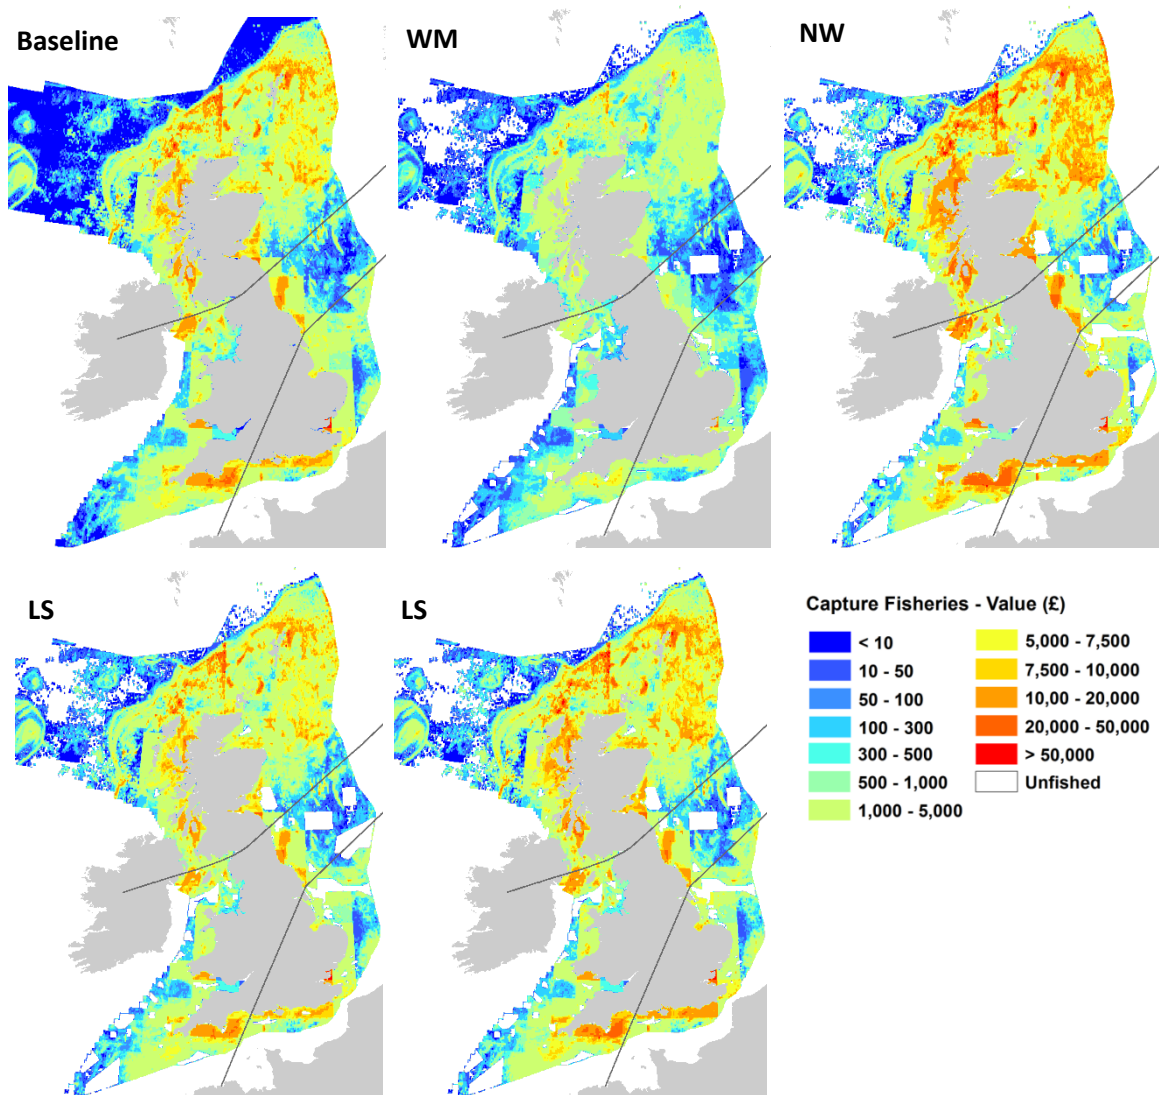 Baseline
WM
NW
LS
LS
Capture Fisheries - Value (£)
< 10
10 - 50
50 - 100
100 - 300
300 - 500
500 - 1,000
1,000 - 5,000
5,000 - 7,500
7,500 - 10,000
10,00 - 20,000
20,000 - 50,000
> 50,000
Unfished